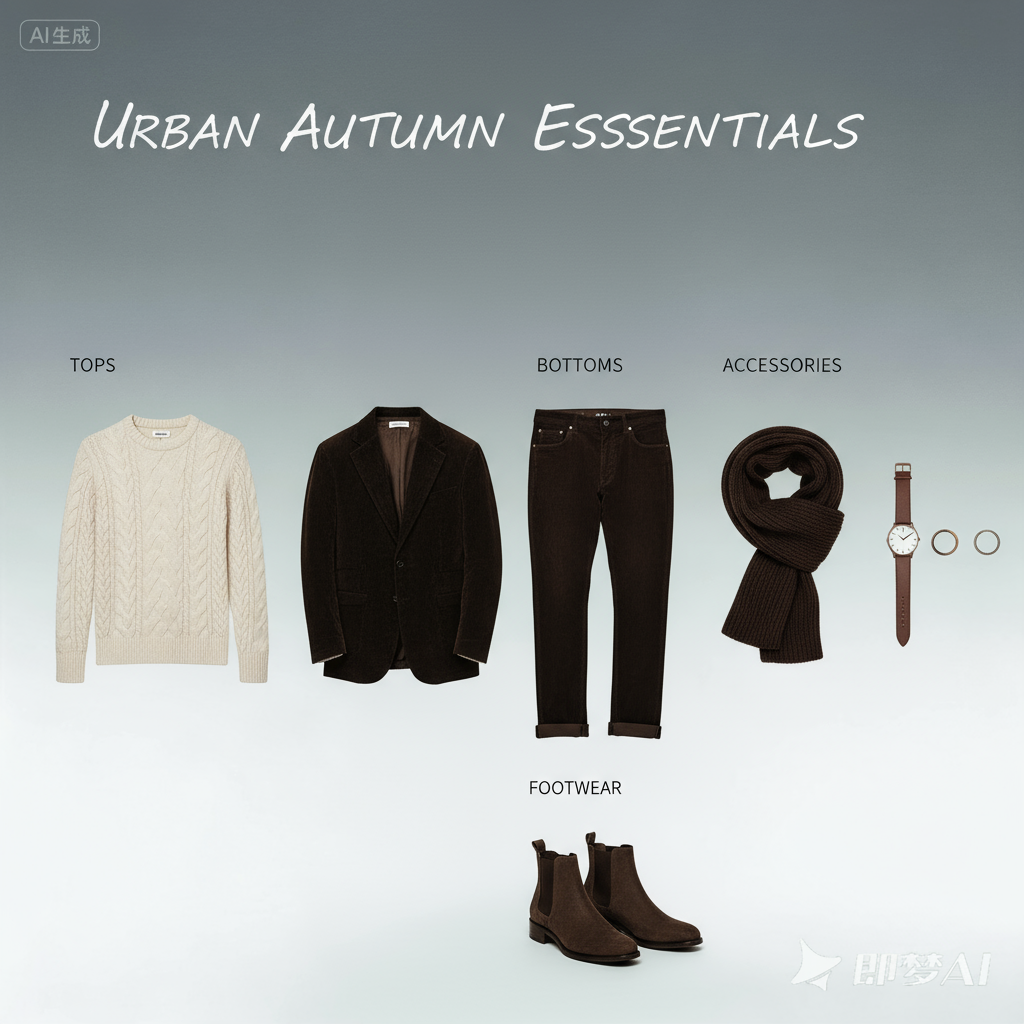 AI生成
URBAN AUTUMN ESSSENTIALS
TOPS
BOTTOMS
ACCESSORIES
FOOTWEAR
即梦AI